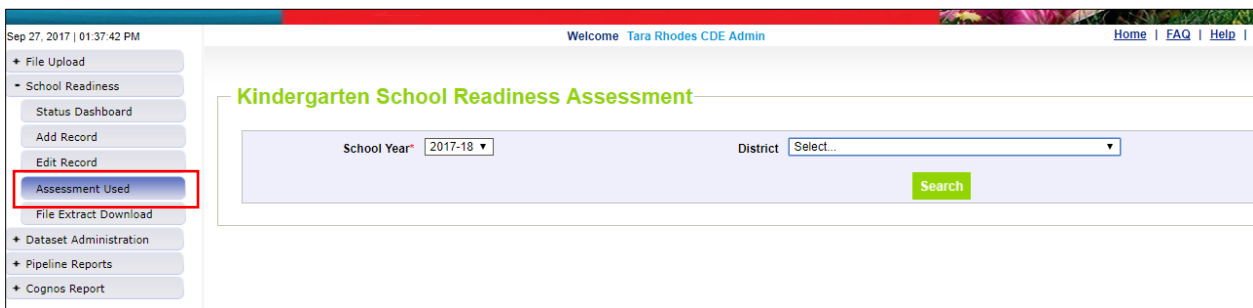 Sep 27, 2017 | 01:37:42 PM
Welcome Tara Rhodes CDE Admin
Home | FAQ | Help |
+ File Upload
- School Readiness
Status Dashboard
Add Record
Edit Record
Assessment Used
File Extract Download
+ Dataset Administration
+ Pipeline Reports
+ Cognos Report
Kindergarten School Readiness Assessment
School Year* 2017-18 ▼ District Select... ▼
Search